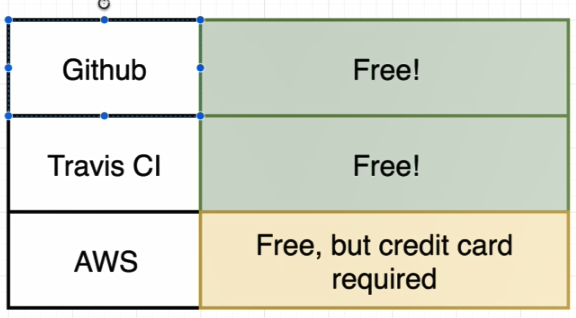 Github
Free!
Travis CI
Free!
AWS
Free, but credit card
required